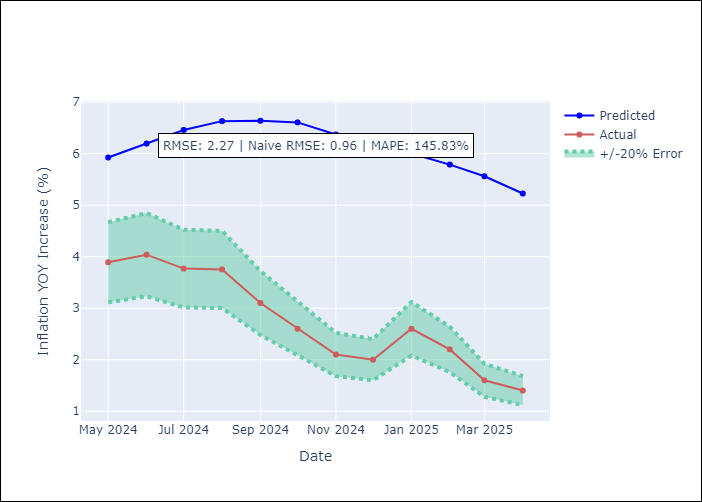 7
6
5
4
3
2
1
Inflation YOY Increase (%)
RMSE: 2.27 | Naive RMSE: 0.96 | MAPE: 145.83%
Predicted
Actual
+/-20% Error
May 2024 Jul 2024 Sep 2024 Nov 2024 Jan 2025 Mar 2025
Date